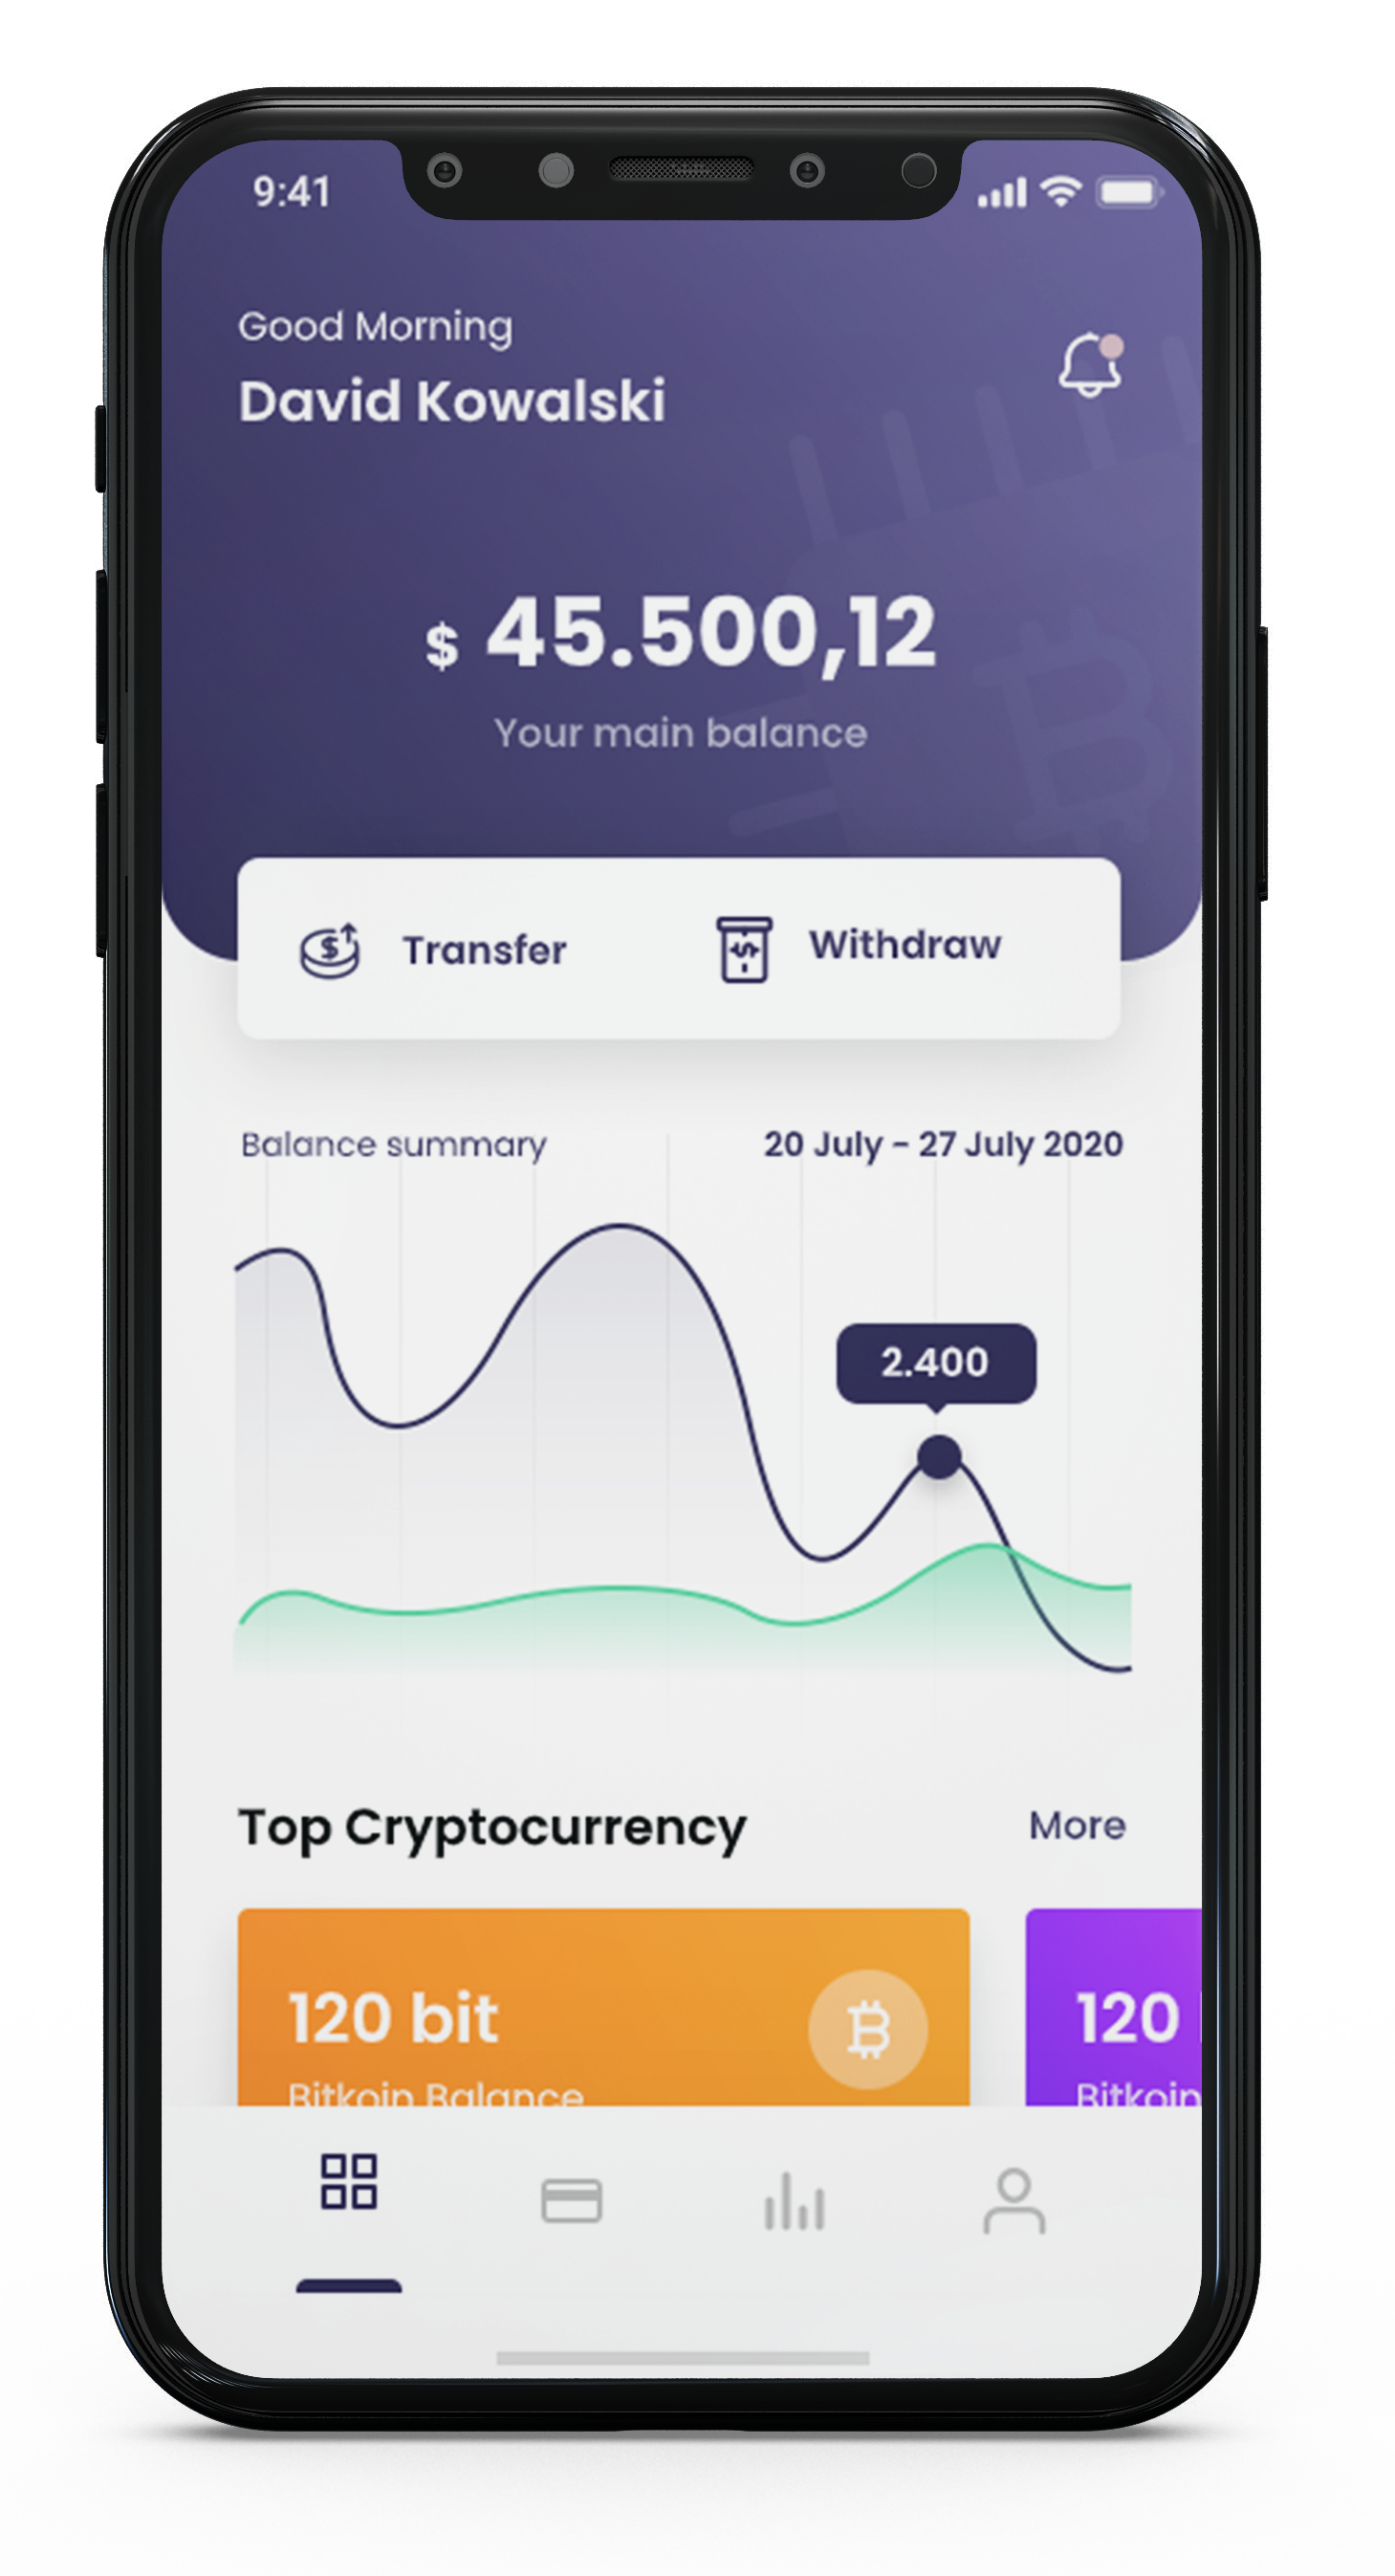 9:41
Good Morning
David Kowalski
$ 45.500,12
Your main balance
Transfer Withdraw
Balance summary 20 July - 27 July 2020
2.400
Top Cryptocurrency More
120 bit 120
Bitkoin Balance Bitkoin